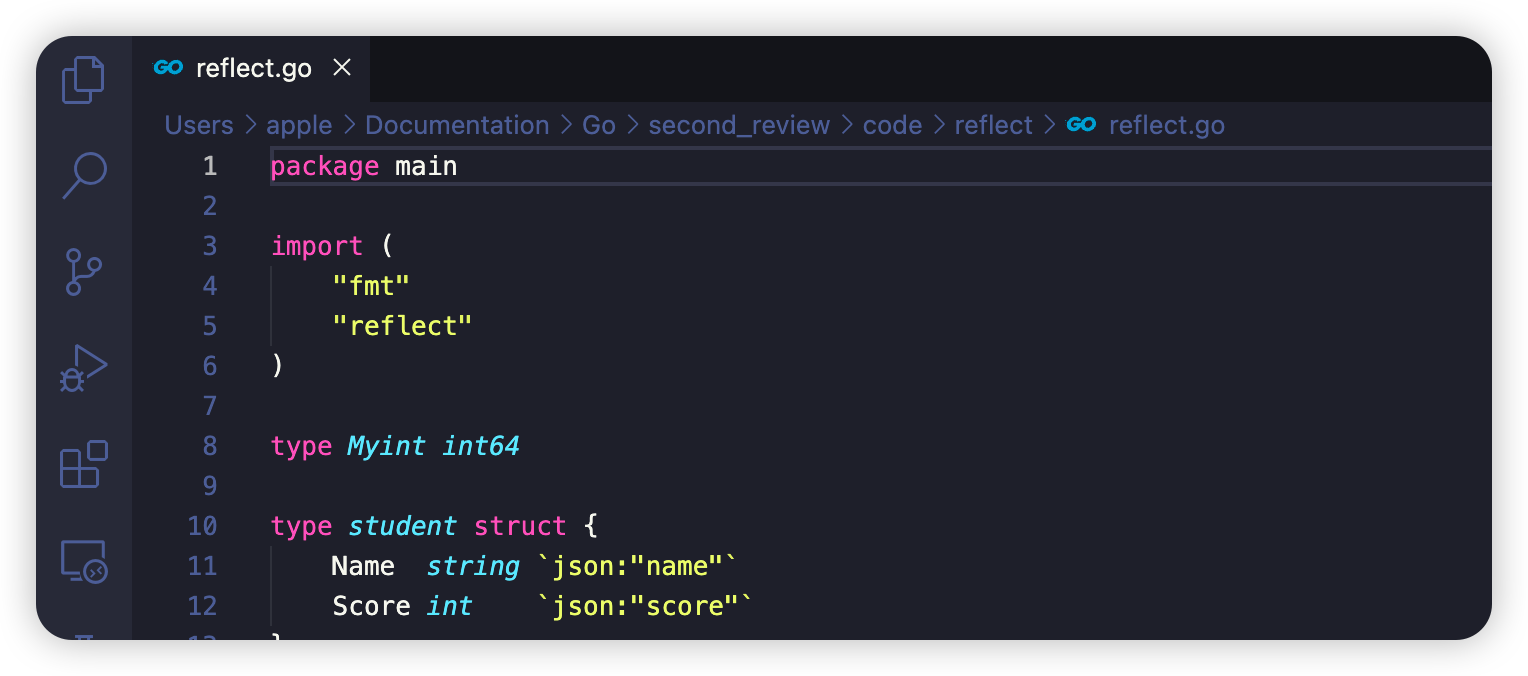 GO reflect.go ×
Users > apple > Documentation > Go > second_review > code > reflect > GO reflect.go
1 package main
2
3 import (
4     "fmt"
5     "reflect"
6 )
7
8 type Myint int64
9
10 type student struct {
11     Name  string `json:"name"`
12     Score int    `json:"score"`